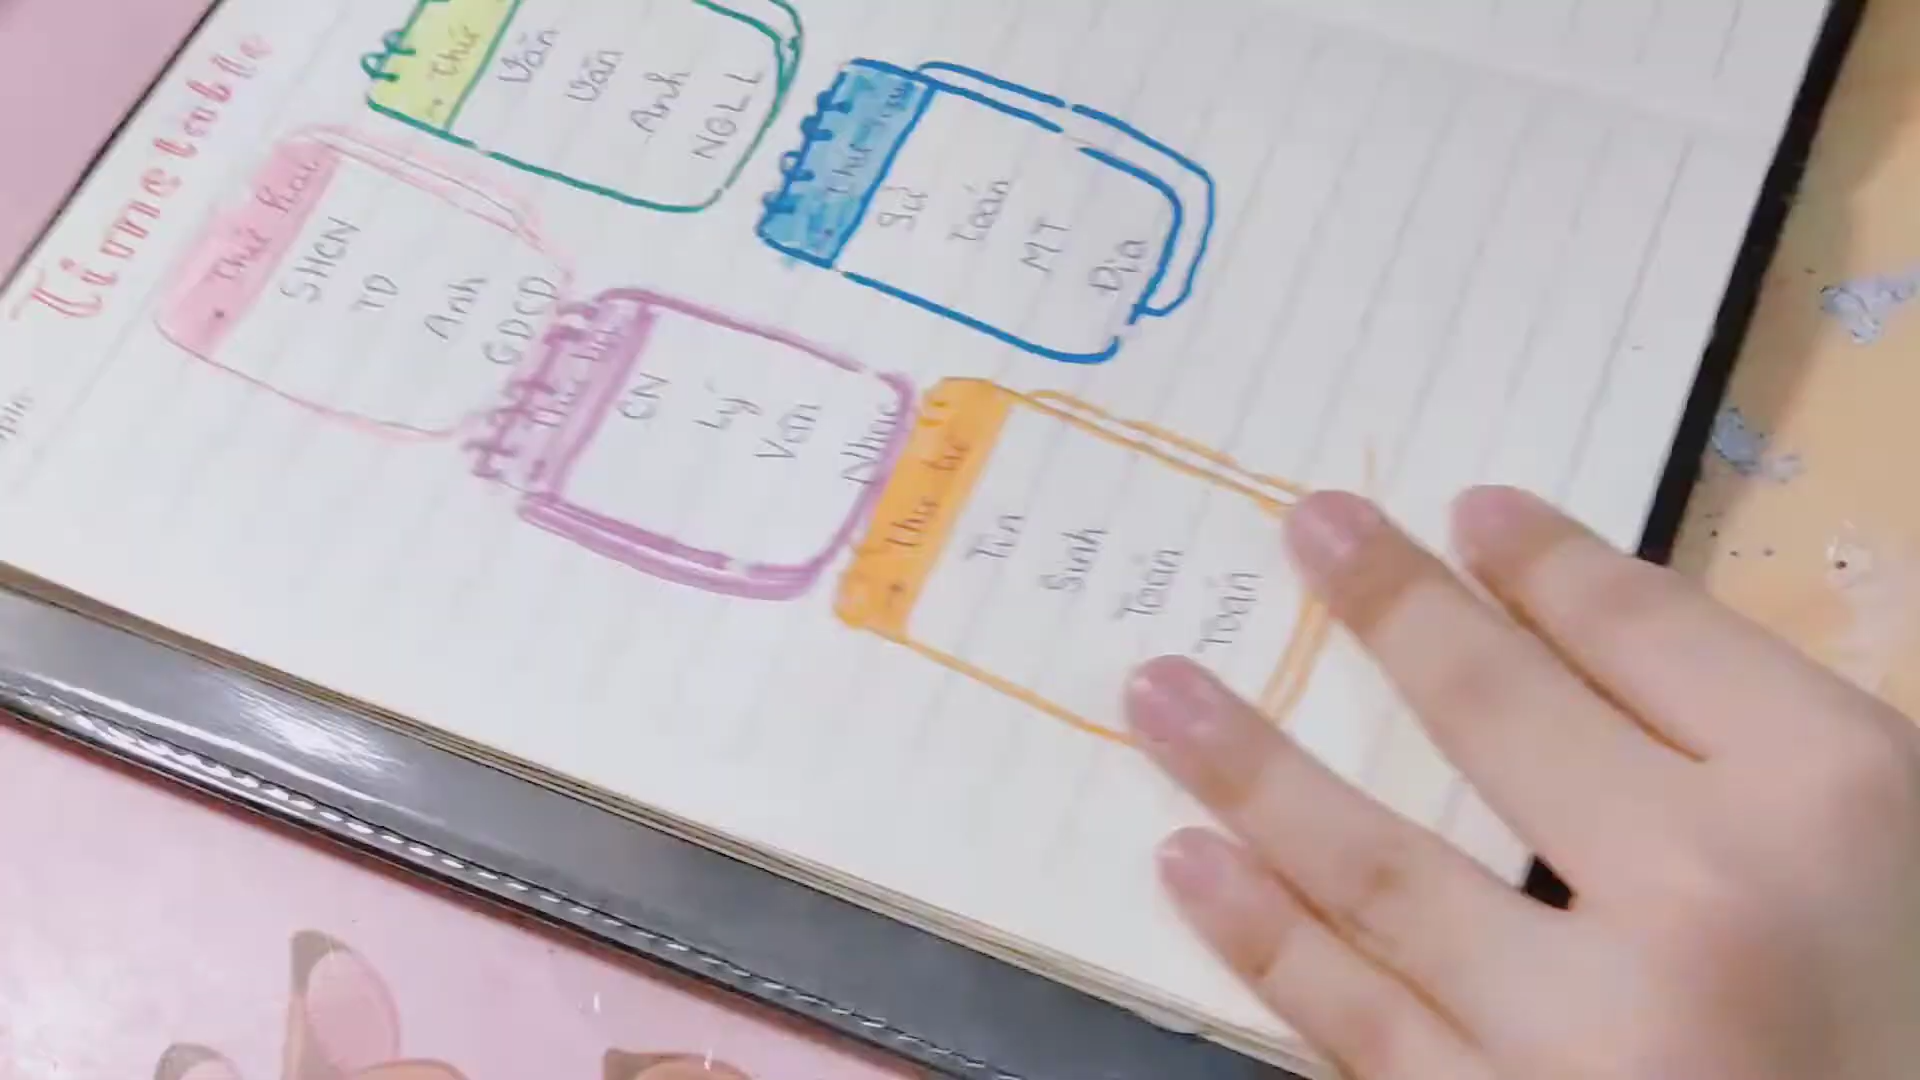 Timetable
• Thứ hai
SHCN
TD
Anh
GDCD
CN
Lý
Văn
Nhạc
• Thứ tư
Tin
Sinh
Toán
Toán
• Thứ
Văn
Văn
Anh
NGLL
Sử
Toán
MT
Địa